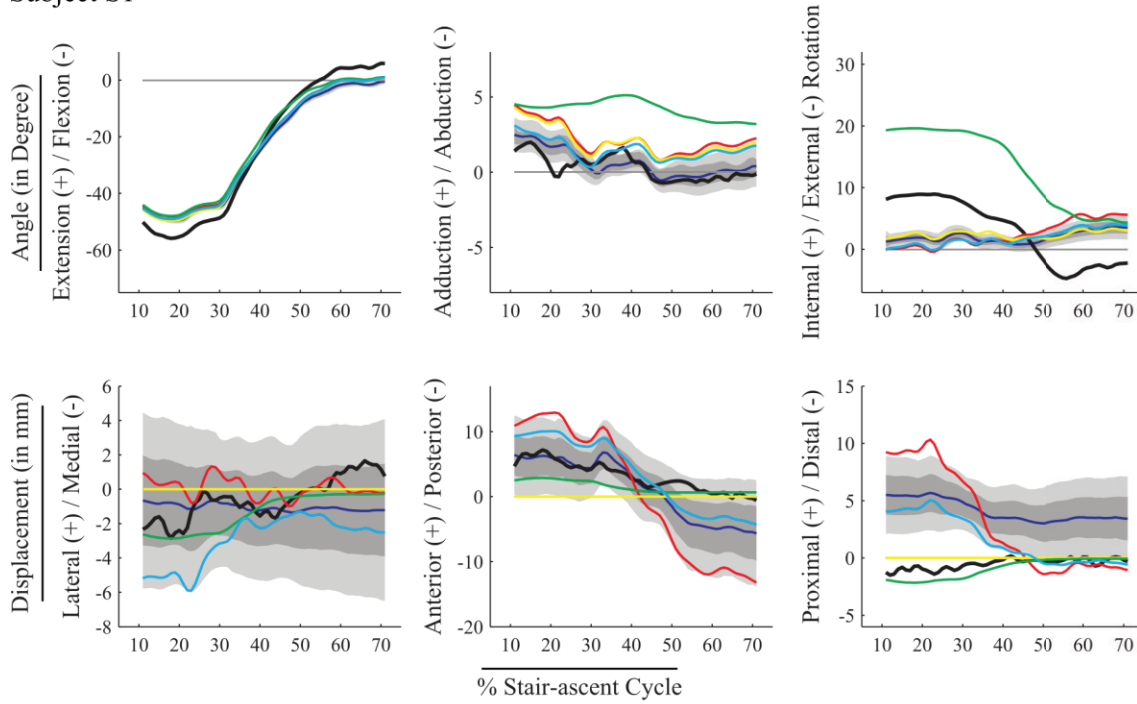 Subject S1
Angle (in Degree)
Extension (+) / Flexion (-)
0
-20
-40
-60
10 20 30 40 50 60 70
Adduction (+) / Abduction (-)
5
0
-5
10 20 30 40 50 60 70
Internal (+) / External (-) Rotation
30
20
10
0
10 20 30 40 50 60 70
Displacement (in mm)
Lateral (+) / Medial (-)
6
4
2
0
-2
-4
-6
-8
10 20 30 40 50 60 70
Anterior (+) / Posterior (-)
10
0
-10
-20
10 20 30 40 50 60 70
Proximal (+) / Distal (-)
15
10
5
0
-5
10 20 30 40 50 60 70
% Stair-ascent Cycle